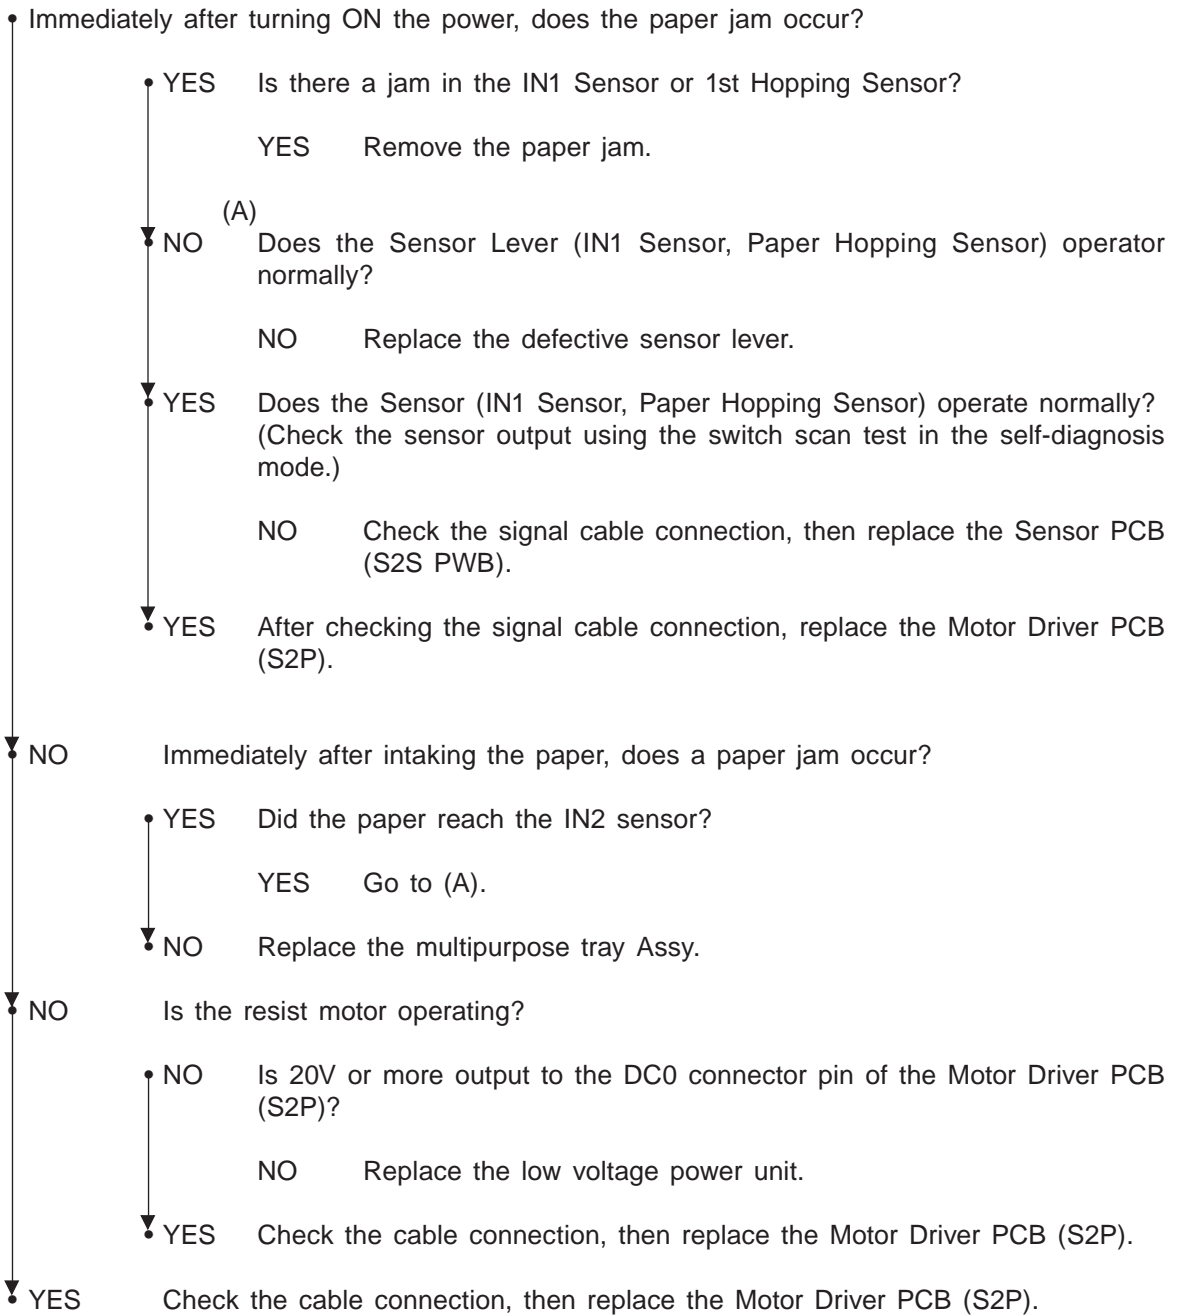 Immediately after turning ON the power, does the paper jam occur?
YES Is there a jam in the IN1 Sensor or 1st Hopping Sensor?
YES Remove the paper jam.
(A)
NO Does the Sensor Lever (IN1 Sensor, Paper Hopping Sensor) operator
normally?
NO Replace the defective sensor lever.
YES Does the Sensor (IN1 Sensor, Paper Hopping Sensor) operate normally?
(Check the sensor output using the switch scan test in the self-diagnosis
mode.)
NO Check the signal cable connection, then replace the Sensor PCB
(S2S PWB).
YES After checking the signal cable connection, replace the Motor Driver PCB
(S2P).
NO Immediately after intaking the paper, does a paper jam occur?
YES Did the paper reach the IN2 sensor?
YES Go to (A).
NO Replace the multipurpose tray Assy.
NO Is the resist motor operating?
NO Is 20V or more output to the DC0 connector pin of the Motor Driver PCB
(S2P)?
NO Replace the low voltage power unit.
YES Check the cable connection, then replace the Motor Driver PCB (S2P).
YES Check the cable connection, then replace the Motor Driver PCB (S2P).